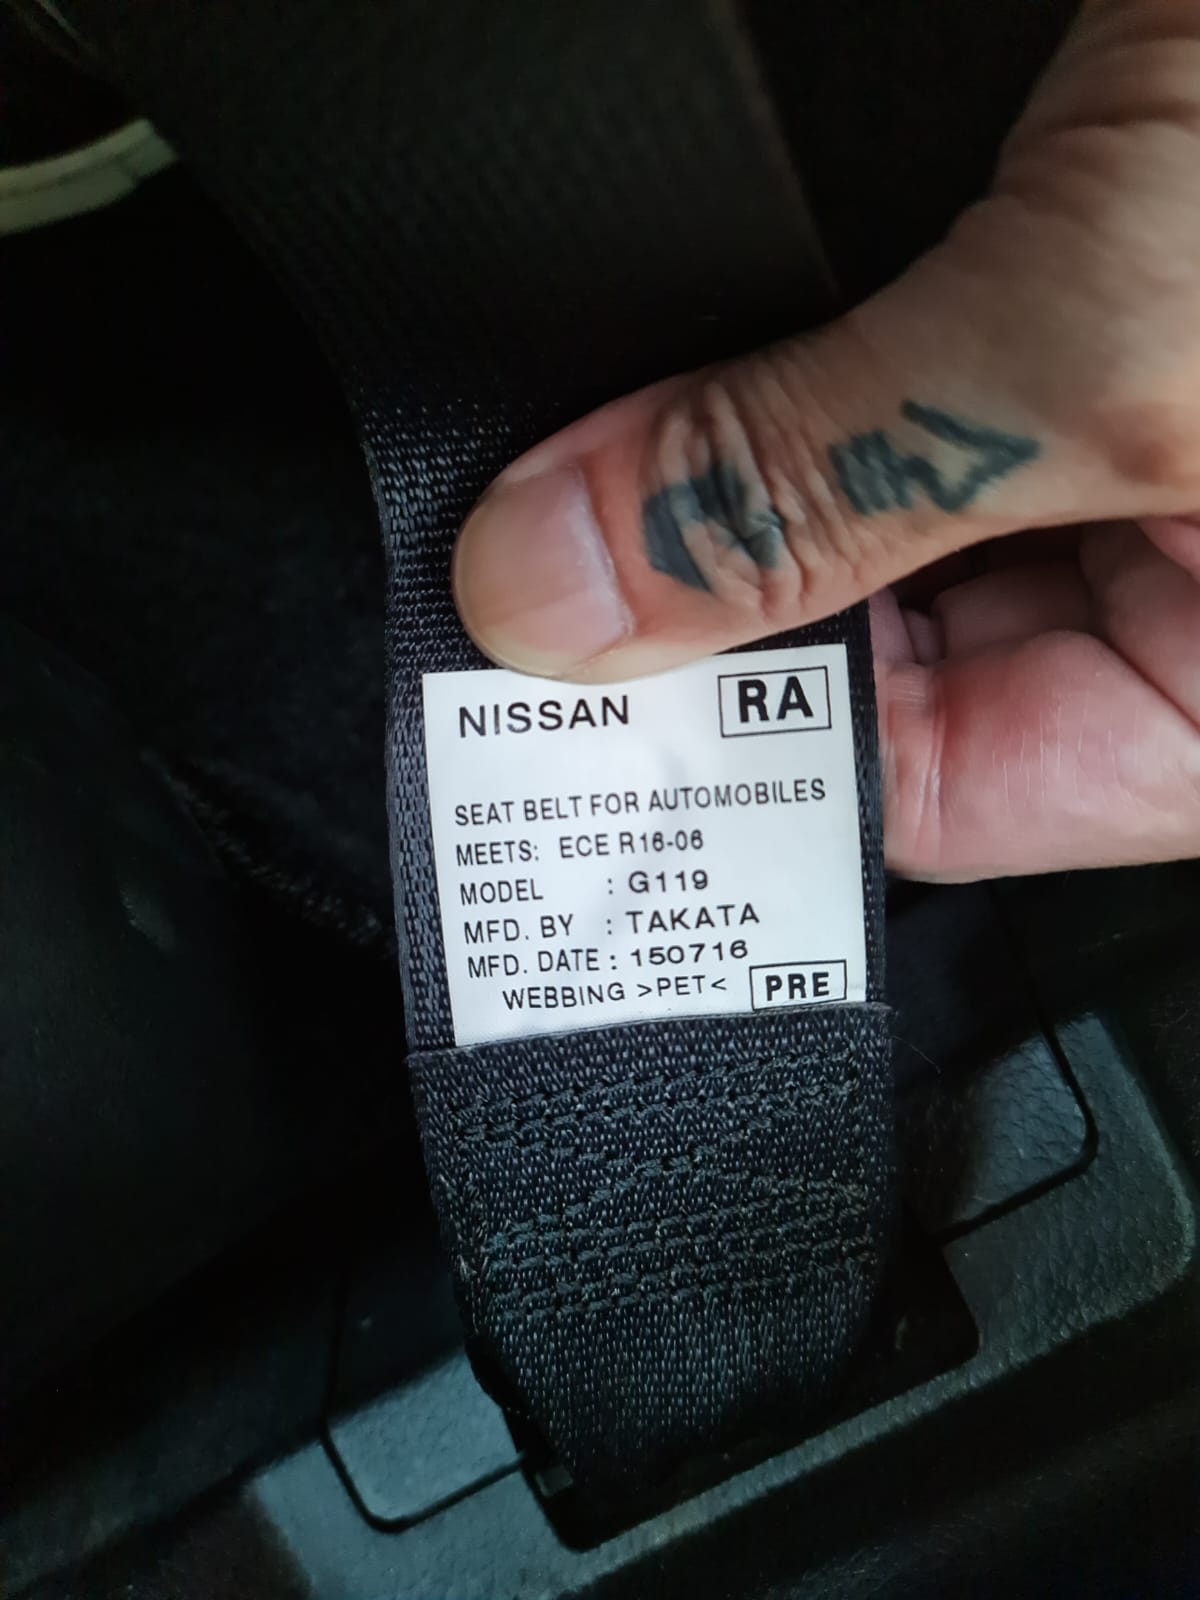 NISSAN RA
SEAT BELT FOR AUTOMOBILES
MEETS: ECE R16-06
MODEL : G119
MFD. BY : TAKATA
MFD. DATE : 150716
WEBBING >PET< PRE